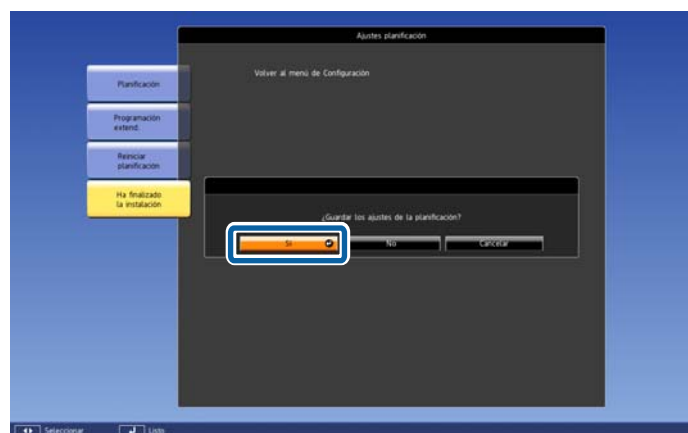 Ajustes planificación
Volver al menú de Configuración
Planificación
Programación
extend.
Reiniciar
planificación
Ha finalizado
la instalación
¿Guardar los ajustes de la planificación?
Sí No Cancelar
Seleccionar Listo